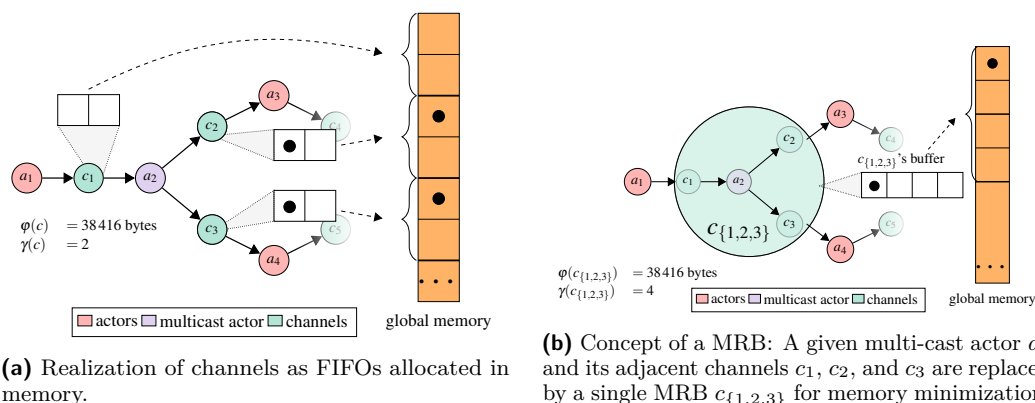 a1
c1
a2
c2
a3
c4
c3
a4
c5
φ(c) = 38 416 bytes
γ(c) = 2
...
actors multicast actor channels
global memory
(a) Realization of channels as FIFOs allocated in
memory.
a1
c1
a2
c2
a3
c4
c{1,2,3}'s buffer
c3
c{1,2,3}
a4
c5
φ(c{1,2,3}) = 38 416 bytes
γ(c{1,2,3}) = 4
...
actors multicast actor channels
global memory
(b) Concept of a MRB: A given multi-cast actor
and its adjacent channels c1, c2, and c3 are replace
by a single MRB c{1,2,3} for memory minimization